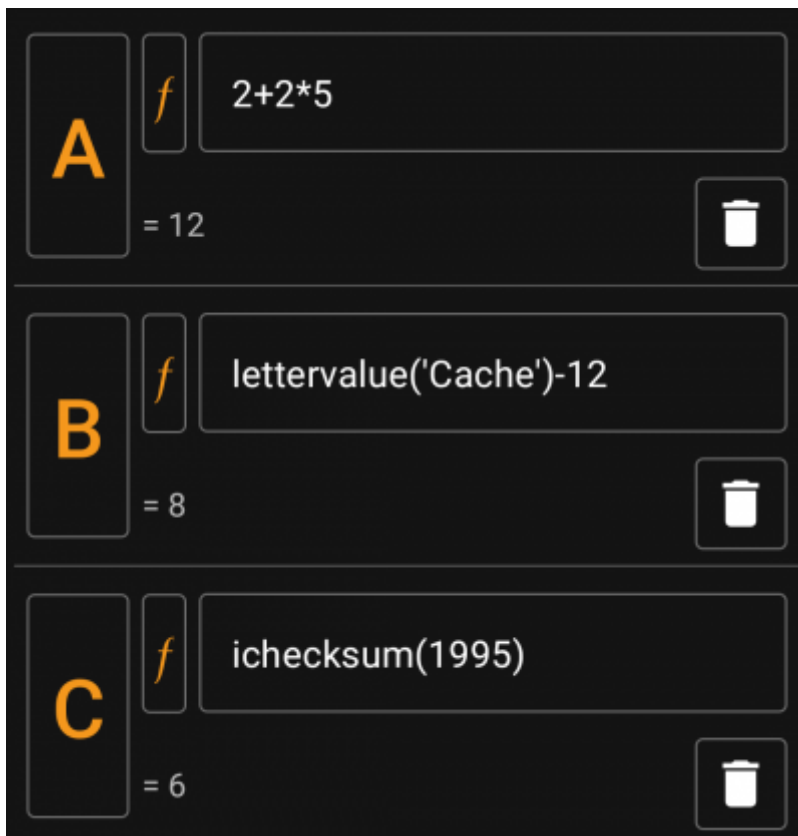 A
f
2+2*5
= 12
B
f
lettervalue('Cache')-12
= 8
C
f
ichecksum(1995)
= 6